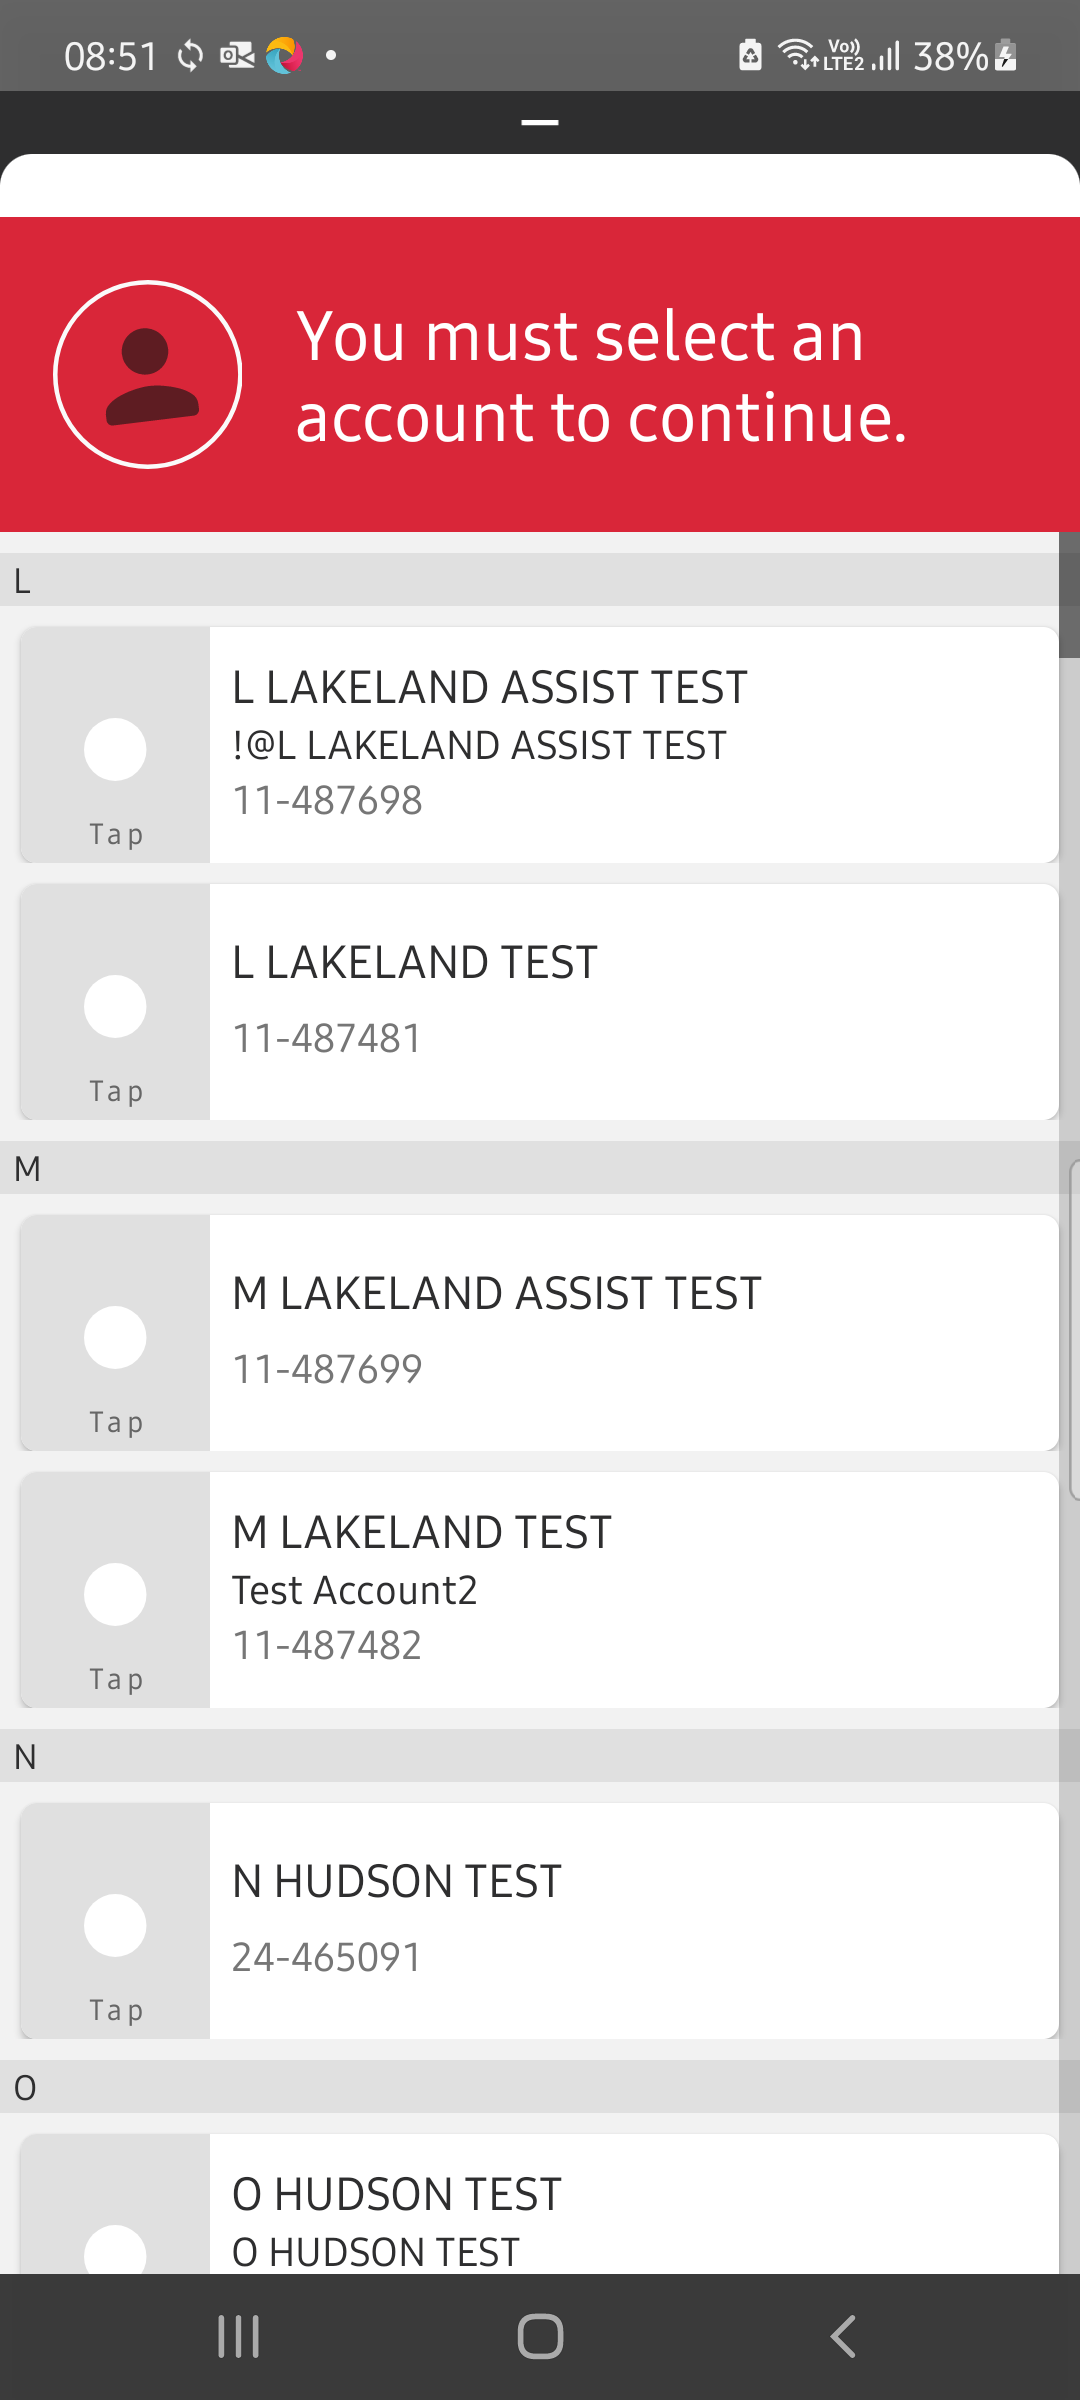 08:51 Vo)) LTE2 38%
You must select an
account to continue.
L
L LAKELAND ASSIST TEST
!@L LAKELAND ASSIST TEST
11-487698
Tap
L LAKELAND TEST
11-487481
Tap
M
M LAKELAND ASSIST TEST
11-487699
Tap
M LAKELAND TEST
Test Account2
11-487482
Tap
N
N HUDSON TEST
24-465091
Tap
O
O HUDSON TEST
O HUDSON TEST